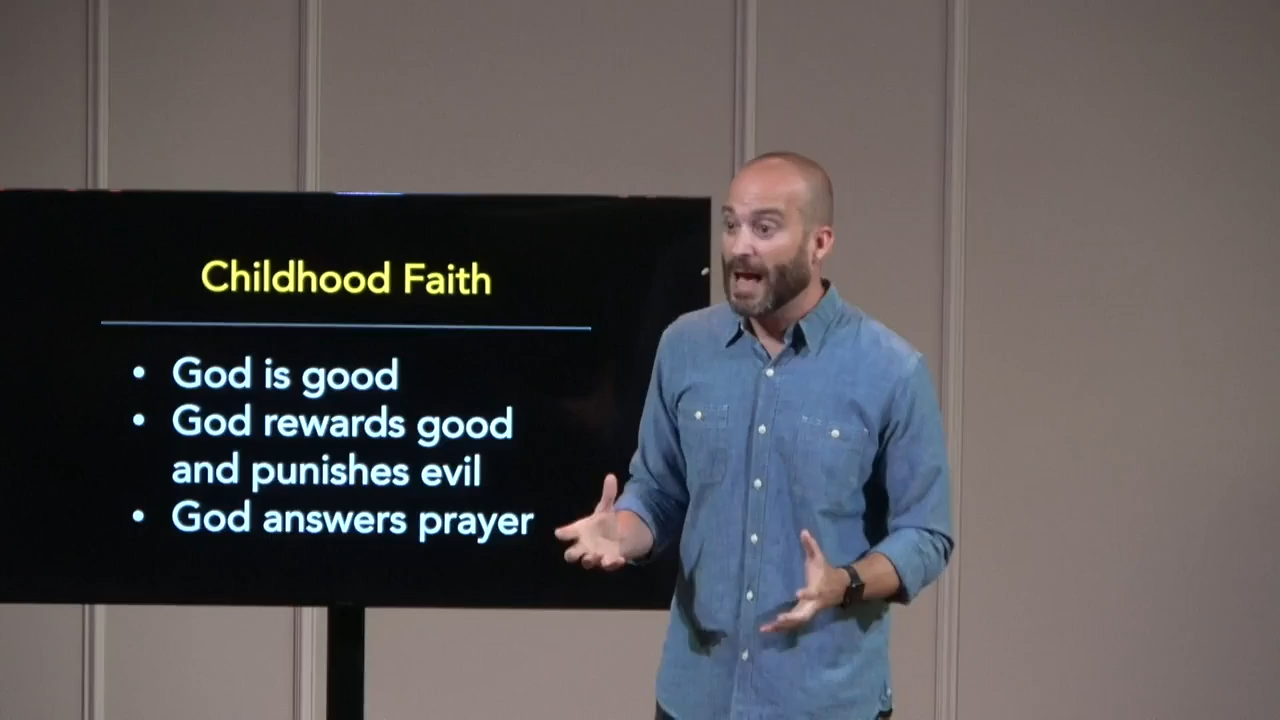 Childhood Faith
• God is good
• God rewards good
and punishes evil
• God answers prayer